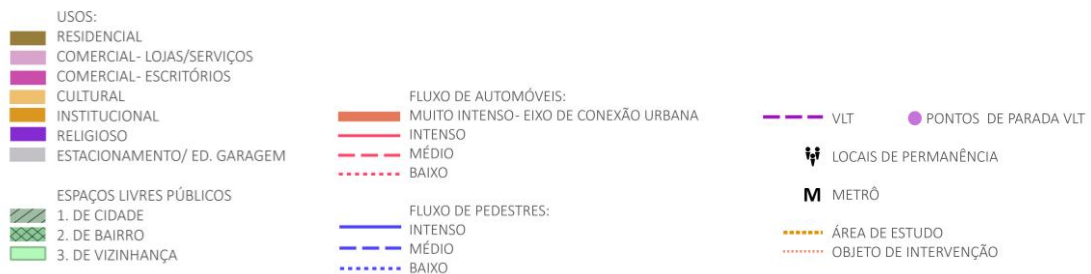 USOS:
RESIDENCIAL
COMERCIAL- LOJAS/SERVIÇOS
COMERCIAL- ESCRITÓRIOS
CULTURAL
INSTITUCIONAL
RELIGIOSO
ESTACIONAMENTO/ ED. GARAGEM
ESPAÇOS LIVRES PÚBLICOS
1. DE CIDADE
2. DE BAIRRO
3. DE VIZINHANÇA
FLUXO DE AUTOMÓVEIS:
MUITO INTENSO- EIXO DE CONEXÃO URBANA
INTENSO
MÉDIO
BAIXO
FLUXO DE PEDESTRES:
INTENSO
MÉDIO
BAIXO
VLT
PONTOS DE PARADA VLT
LOCAIS DE PERMANÊNCIA
M METRÔ
ÁREA DE ESTUDO
OBJETO DE INTERVENÇÃO